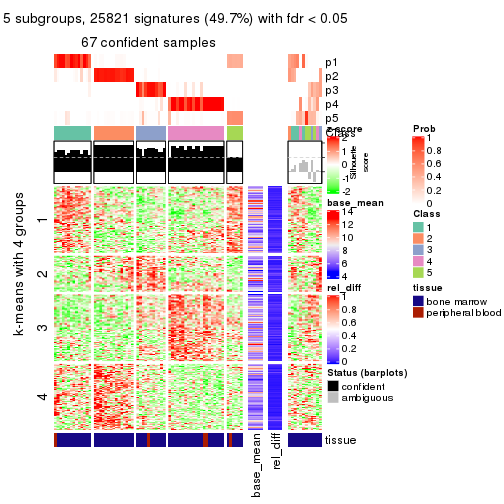 5 subgroups, 25821 signatures (49.7%) with fdr < 0.05
67 confident samples
p1
p2
p3
p4
p5
Class
Silhouette
score
k-means with 4 groups
1
2
3
4
base_mean
rel_diff
tissue
z-score
2
1
0
-1
-2
base_mean
14
12
10
8
6
4
rel_diff
1
0.8
0.6
0.4
0.2
0
Status (barplots)
confident
ambiguous
Prob
1
0.8
0.6
0.4
0.2
0
Class
1
2
3
4
5
tissue
bone marrow
peripheral blood